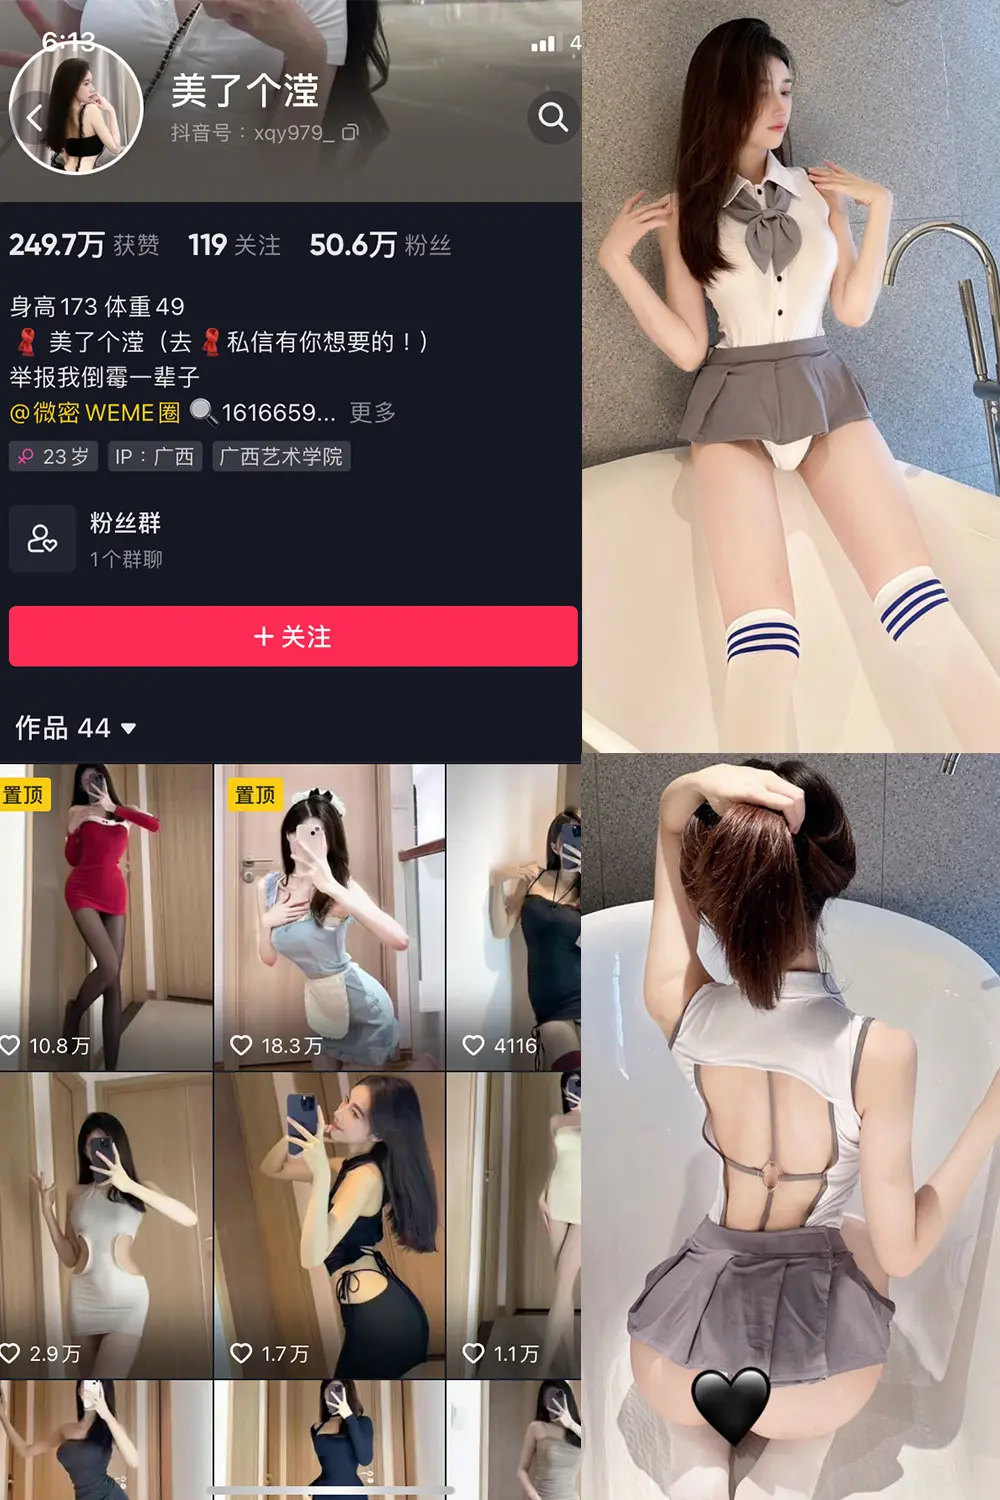 6:13
4
美了个滢
抖音号：xqy979_
249.7万 获赞 119 关注 50.6万 粉丝
身高173 体重49
美了个滢（去 私信有你想要的！）
举报我倒霉一辈子
@微密 WEME圈 1616659... 更多
23岁 IP：广西 广西艺术学院
粉丝群
1个群聊
+ 关注
作品 44
置顶 置顶
10.8万 18.3万 4116
2.9万 1.7万 1.1万